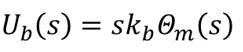 U_b(s) = sk_bΘ_m(s)